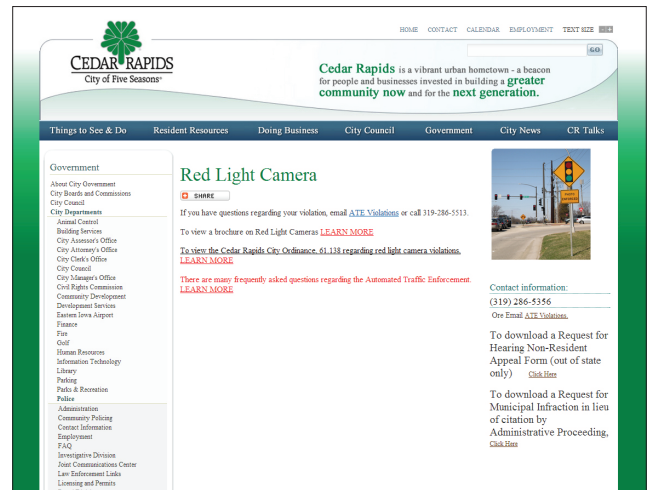 HOME CONTACT CALENDAR EMPLOYMENT TEXT SIZE
GO
CEDAR RAPIDS
City of Five Seasons
Cedar Rapids is a vibrant urban hometown - a beacon
for people and businesses invested in building a greater
community now and for the next generation.
Things to See & Do Resident Resources Doing Business City Council Government City News CR Talks
Government
About City Government
City Boards and Commissions
City Council
City Departments
Animal Control
Building Services
City Assessor's Office
City Attorney's Office
City Clerk's Office
City Council
City Manager's Office
Civil Rights Commission
Community Development
Development Services
Eastern Iowa Airport
Finance
Fire
Golf
Human Resources
Information Technology
Library
Parking
Parks & Recreation
Police
Administration
Community Policing
Contact Information
Employment
FAQ
Investigative Division
Joint Communications Center
Law Enforcement Links
Licensing and Permits
Red Light Camera
SHARE
If you have questions regarding your violation, email ATE Violations or call 319-286-5513.
To view a brochure on Red Light Cameras LEARN MORE
To view the Cedar Rapids City Ordinance, 61.138 regarding red light camera violations,
LEARN MORE
There are many frequently asked questions regarding the Automated Traffic Enforcement.
LEARN MORE
Contact information:
(319) 286-5356
Ore Email ATE Violations.
To download a Request for
Hearing Non-Resident
Appeal Form (out of state
only) Click Here
To download a Request for
Municipal Infraction in lieu
of citation by
Administrative Proceeding,
Click Here